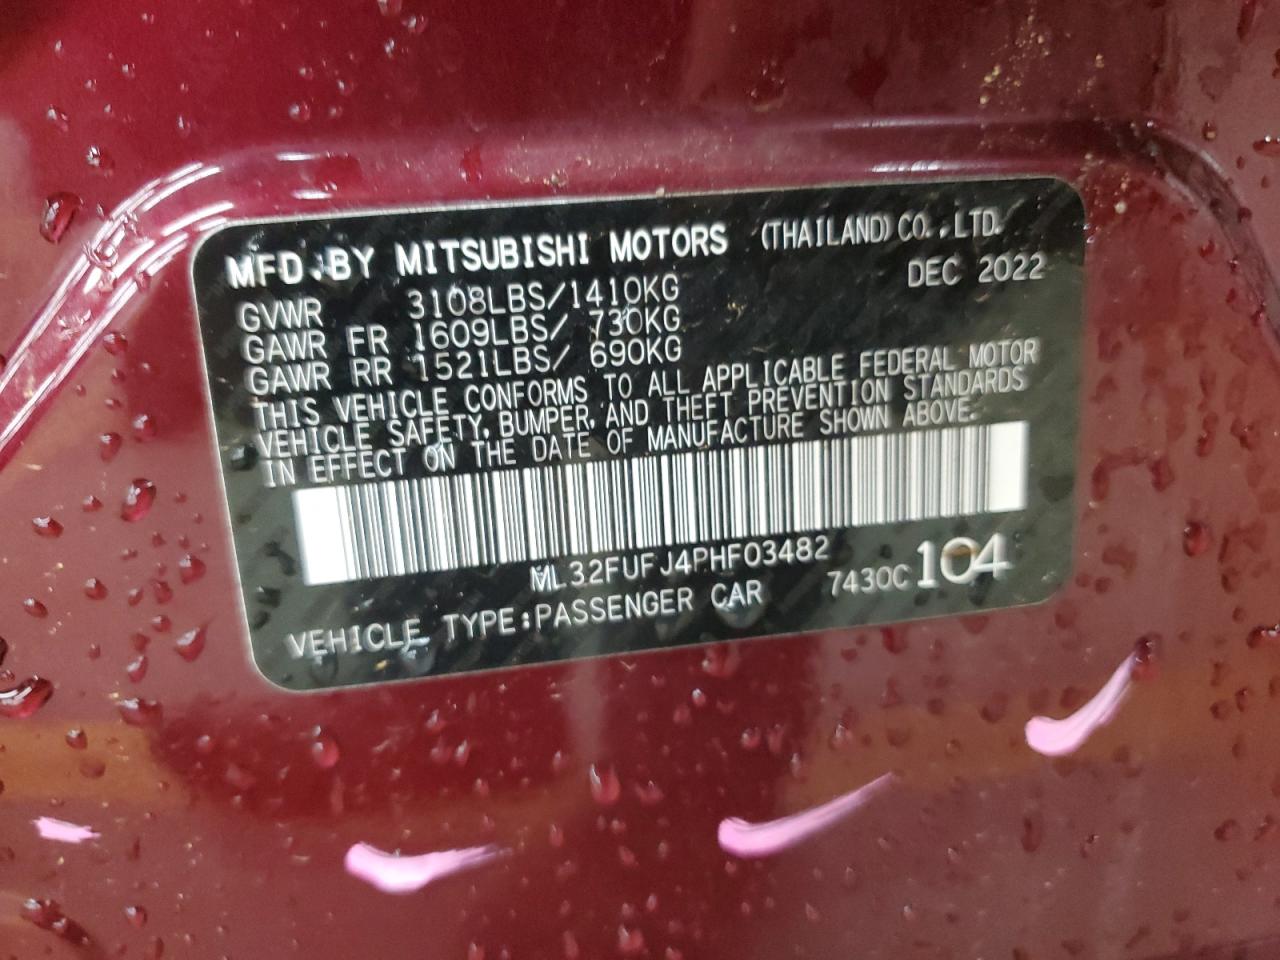 MFD.BY MITSUBISHI MOTORS (THAILAND) CO.,LTD.
DEC 2022
GVWR 3108LBS/1410KG
GAWR FR 1609LBS/ 730KG
GAWR RR 1521LBS/ 690KG
THIS VEHICLE CONFORMS TO ALL APPLICABLE FEDERAL MOTOR
VEHICLE SAFETY, BUMPER, AND THEFT PREVENTION STANDARDS
IN EFFECT ON THE DATE OF MANUFACTURE SHOWN ABOVE.
ML32FUFJ4PHF03482
VEHICLE TYPE:PASSENGER CAR 7430C 104